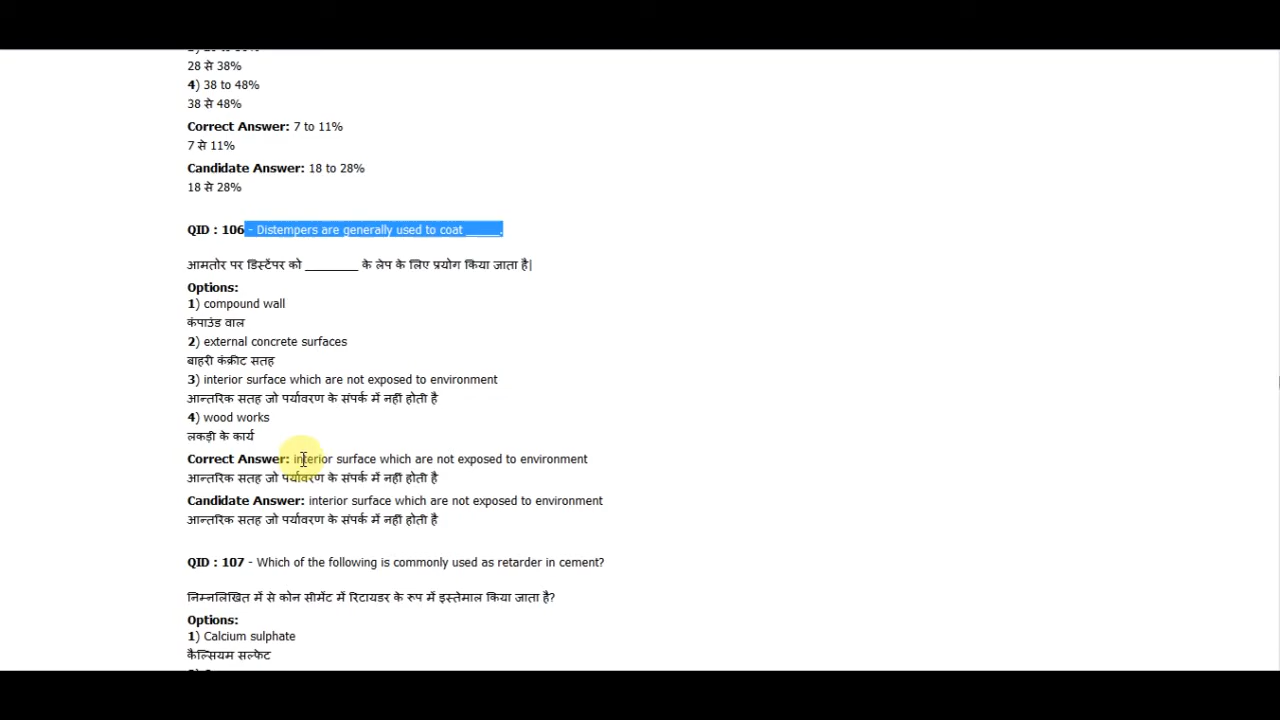 28 से 38%
4) 38 to 48%
38 से 48%
Correct Answer: 7 to 11%
7 से 11%
Candidate Answer: 18 to 28%
18 से 28%
QID : 106 - Distempers are generally used to coat _____.
आमतोर पर डिस्टेंपर को ________ के लेप के लिए प्रयोग किया जाता है|
Options:
1) compound wall
कंपाउंड वाल
2) external concrete surfaces
बाहरी कंक्रीट सतह
3) interior surface which are not exposed to environment
आन्तरिक सतह जो पर्यावरण के संपर्क में नहीं होती है
4) wood works
लकड़ी के कार्य
Correct Answer: interior surface which are not exposed to environment
आन्तरिक सतह जो पर्यावरण के संपर्क में नहीं होती है
Candidate Answer: interior surface which are not exposed to environment
आन्तरिक सतह जो पर्यावरण के संपर्क में नहीं होती है
QID : 107 - Which of the following is commonly used as retarder in cement?
निम्नलिखित में से कोन सीमेंट में रिटायडर के रुप में इस्तेमाल किया जाता है?
Options:
1) Calcium sulphate
कैल्सियम सल्फेट